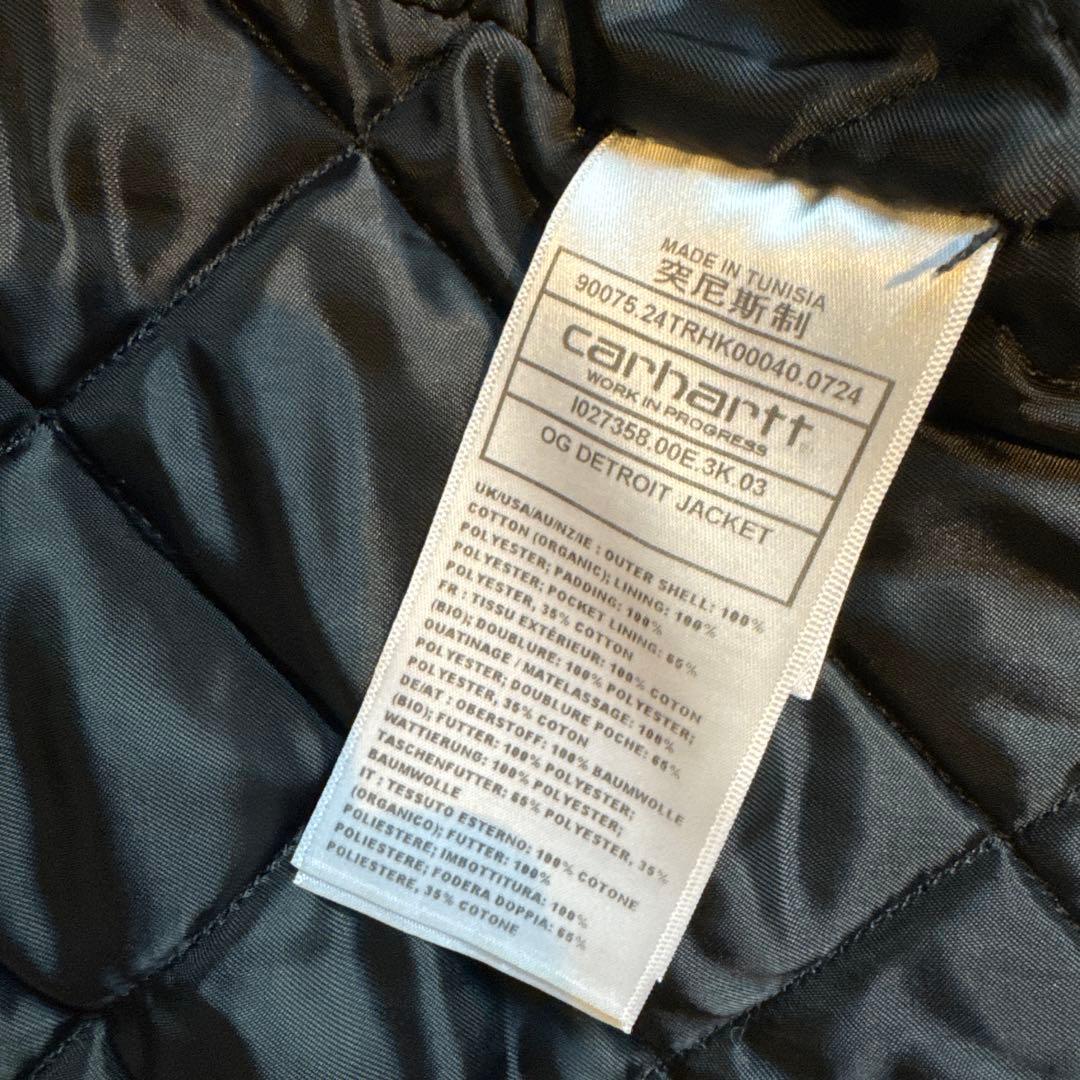 MADE IN TUNISIA
突尼斯制
90075.24TRHK00040.0724
carhartt
WORK IN PROGRESS
I027358.00E.3K.03
OG DETROIT JACKET
UK/USA/AU/NZ/IE : OUTER SHELL: 100%
COTTON (ORGANIC); LINING: 100%
POLYESTER; PADDING: 100%
POLYESTER; POCKET LINING: 65%
POLYESTER, 35% COTTON
FR : TISSU EXTÉRIEUR: 100% COTON
(BIO); DOUBLURE: 100% POLYESTER;
OUATINAGE / MATELASSAGE: 100%
POLYESTER; DOUBLURE POCHE: 65%
POLYESTER, 35% COTON
DE/AT : OBERSTOFF: 100% BAUMWOLLE
(BIO); FUTTER: 100% POLYESTER;
WATTIERUNG: 100% POLYESTER;
TASCHENFUTTER: 65% POLYESTER, 35%
BAUMWOLLE
IT : TESSUTO ESTERNO: 100% COTONE
(ORGANICO); FUTTER: 100%
POLIESTERE; IMBOTTITURA: 100%
POLIESTERE; FODERA DOPPIA: 65%
POLIESTERE, 35% COTONE